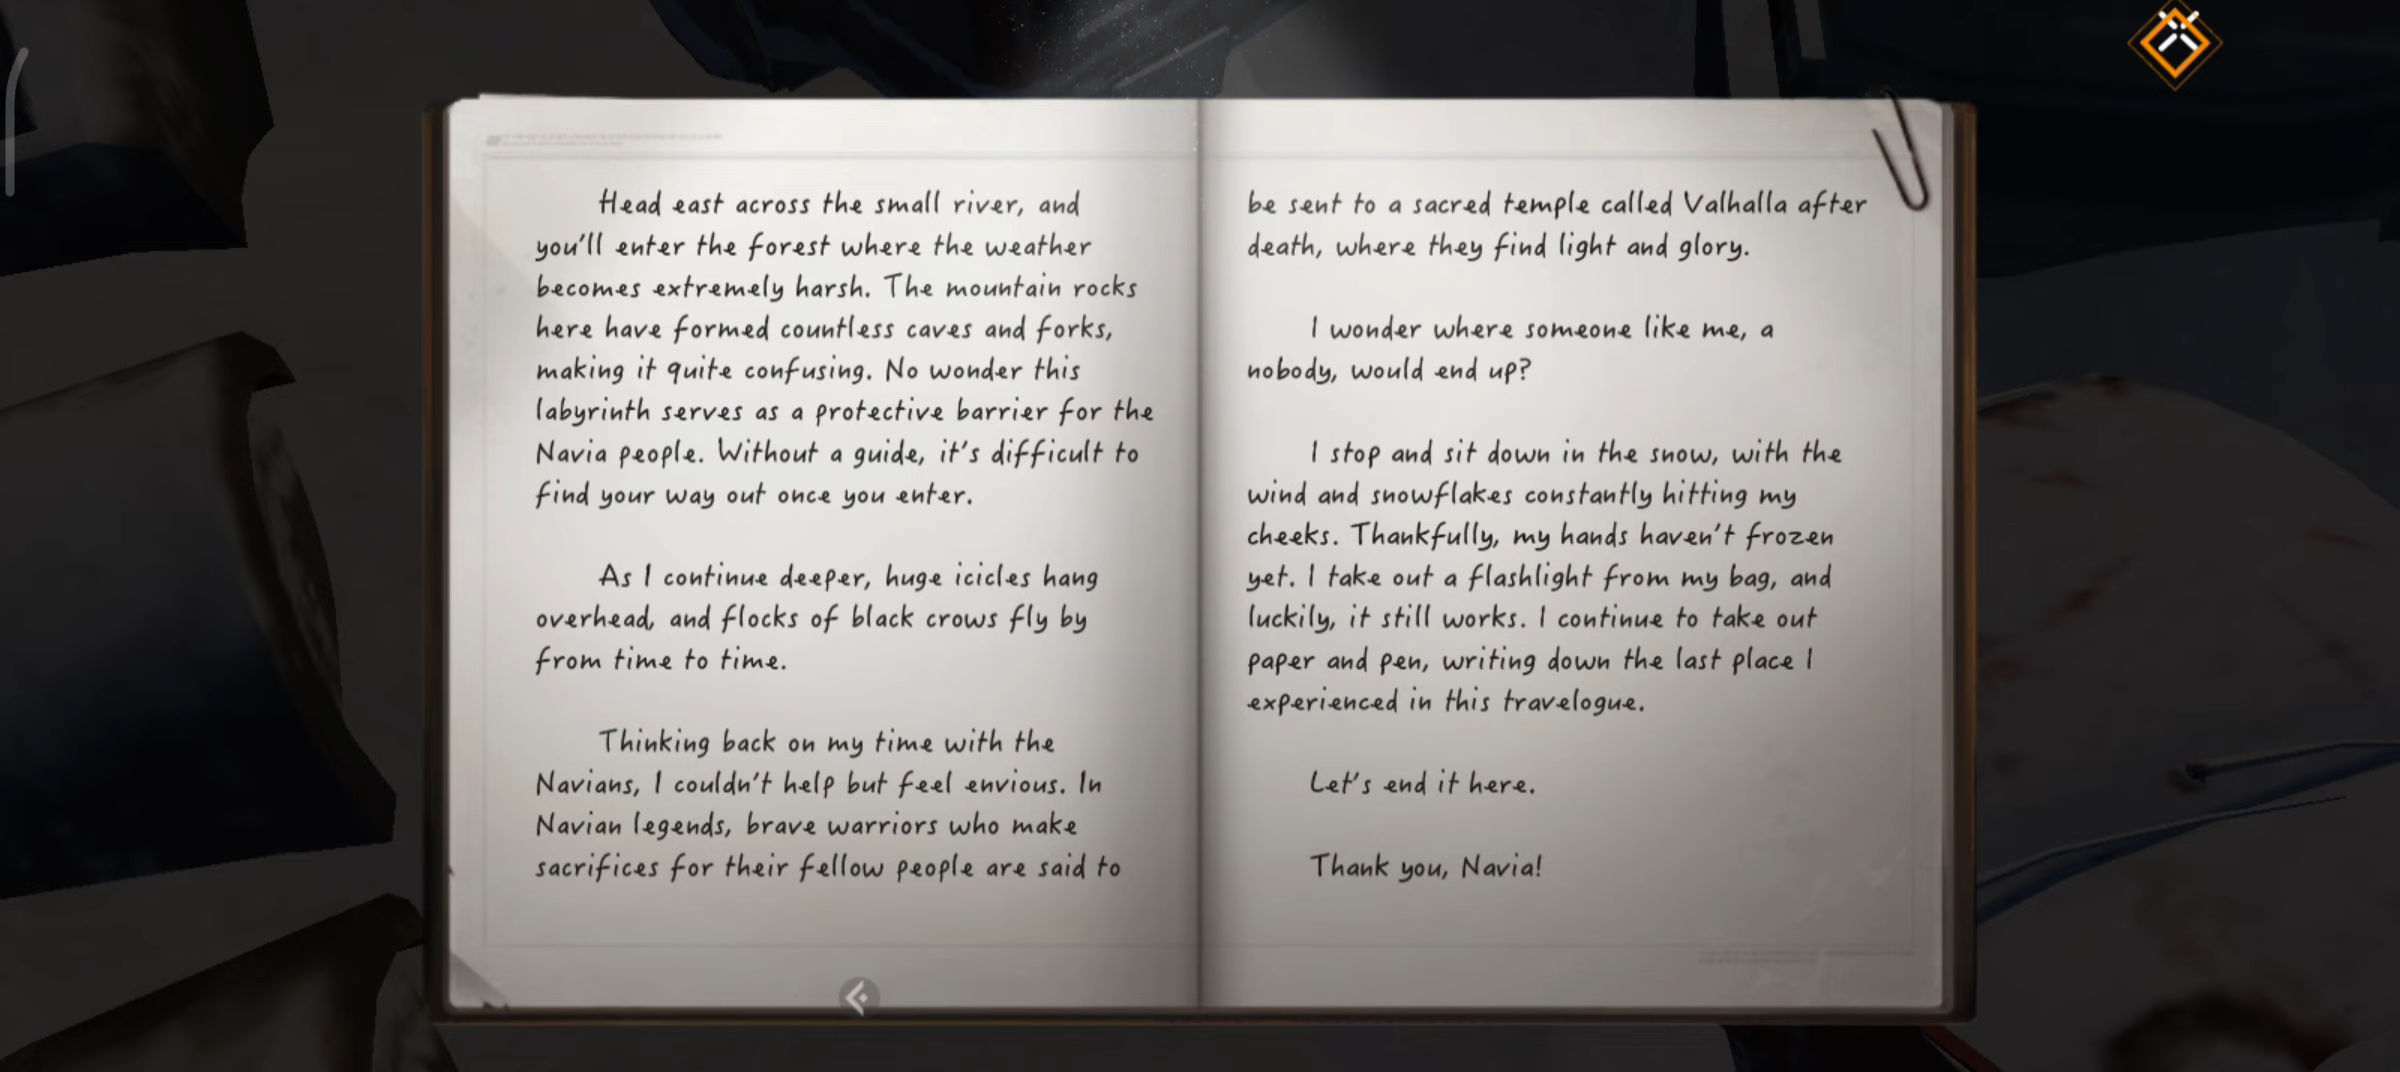 Head east across the small river, and
you'll enter the forest where the weather
becomes extremely harsh. The mountain rocks
here have formed countless caves and forks,
making it quite confusing. No wonder this
labyrinth serves as a protective barrier for the
Navia people. Without a guide, it's difficult to
find your way out once you enter.
As I continue deeper, huge icicles hang
overhead, and flocks of black crows fly by
from time to time.
Thinking back on my time with the
Navians, I couldn't help but feel envious. In
Navian legends, brave warriors who make
sacrifices for their fellow people are said to
be sent to a sacred temple called Valhalla after
death, where they find light and glory.
I wonder where someone like me, a
nobody, would end up?
I stop and sit down in the snow, with the
wind and snowflakes constantly hitting my
cheeks. Thankfully, my hands haven't frozen
yet. I take out a flashlight from my bag, and
luckily, it still works. I continue to take out
paper and pen, writing down the last place I
experienced in this travelogue.
Let's end it here.
Thank you, Navia!